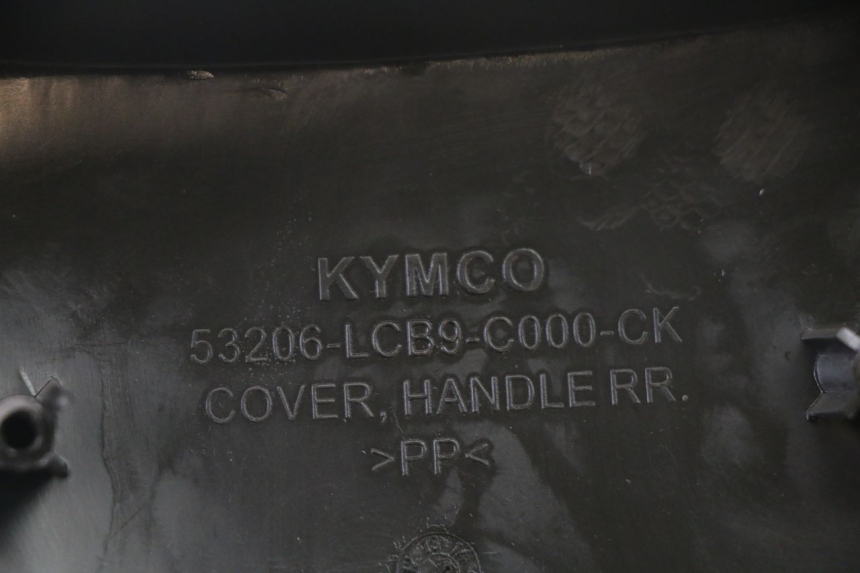 KYMCO
53206-LCB9-C000-CK
COVER, HANDLE RR.
>PP<